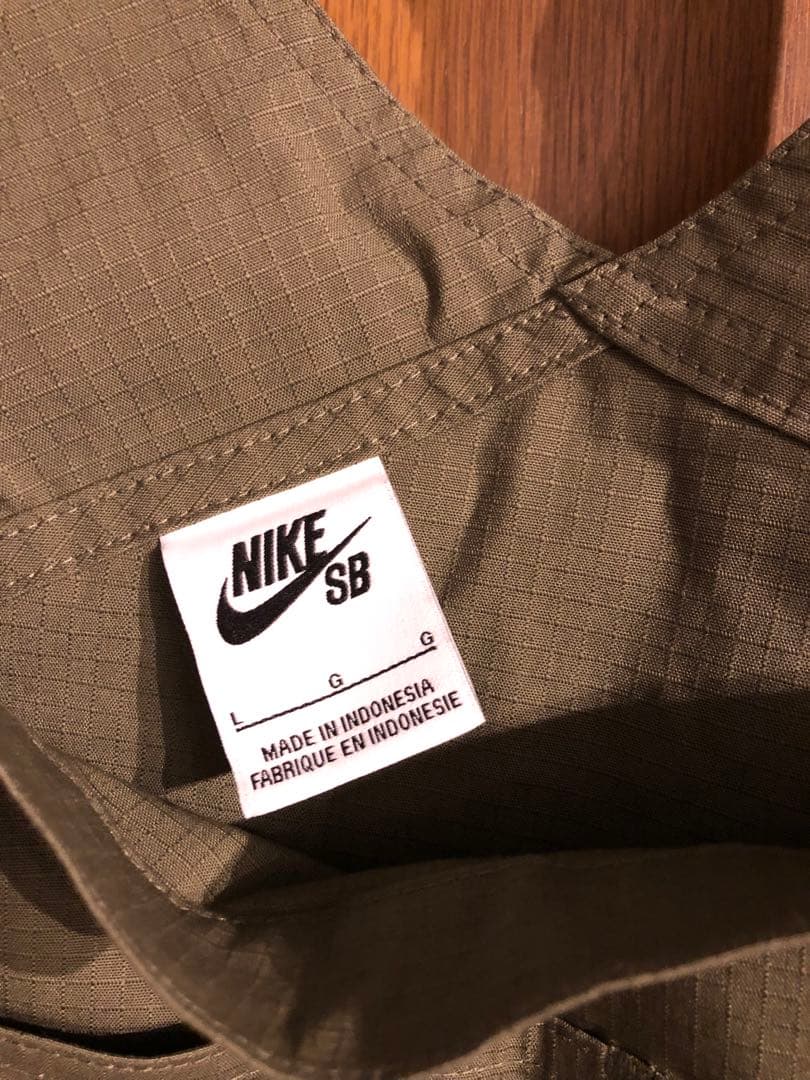 NIKE
SB
L G G
MADE IN INDONESIA
FABRIQUE EN INDONESIE